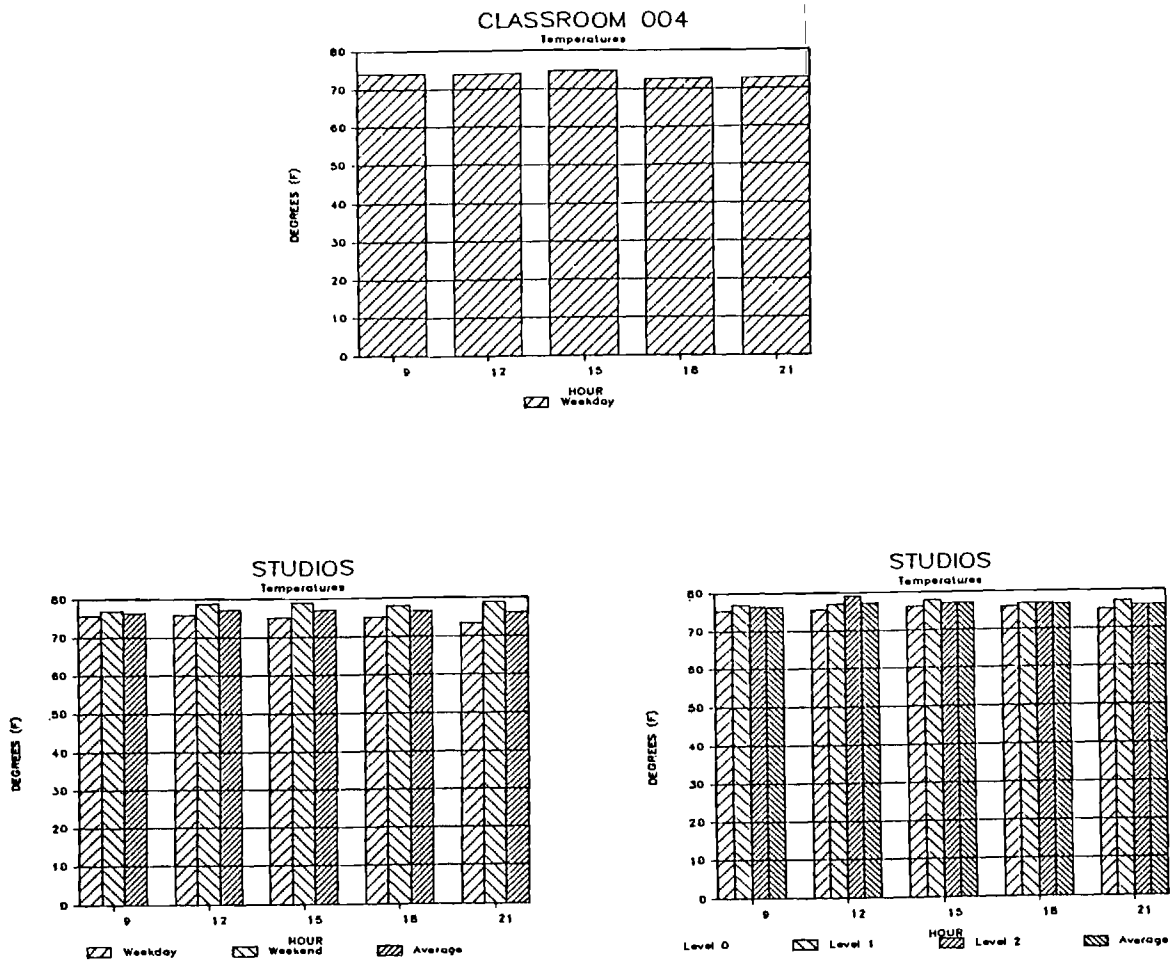 CLASSROOM 004
Temperatures
80
70
60
50
40
30
20
10
0
DEGREES (F)
9 12 15 18 21
HOUR
Weekday
STUDIOS
Temperatures
80
70
60
50
40
30
20
10
0
DEGREES (F)
9 12 15 18 21
HOUR
Weekday Weekend Average
STUDIOS
Temperatures
80
70
60
50
40
30
20
10
0
DEGREES (F)
9 12 15 18 21
HOUR
Level 0 Level 1 Level 2 Average